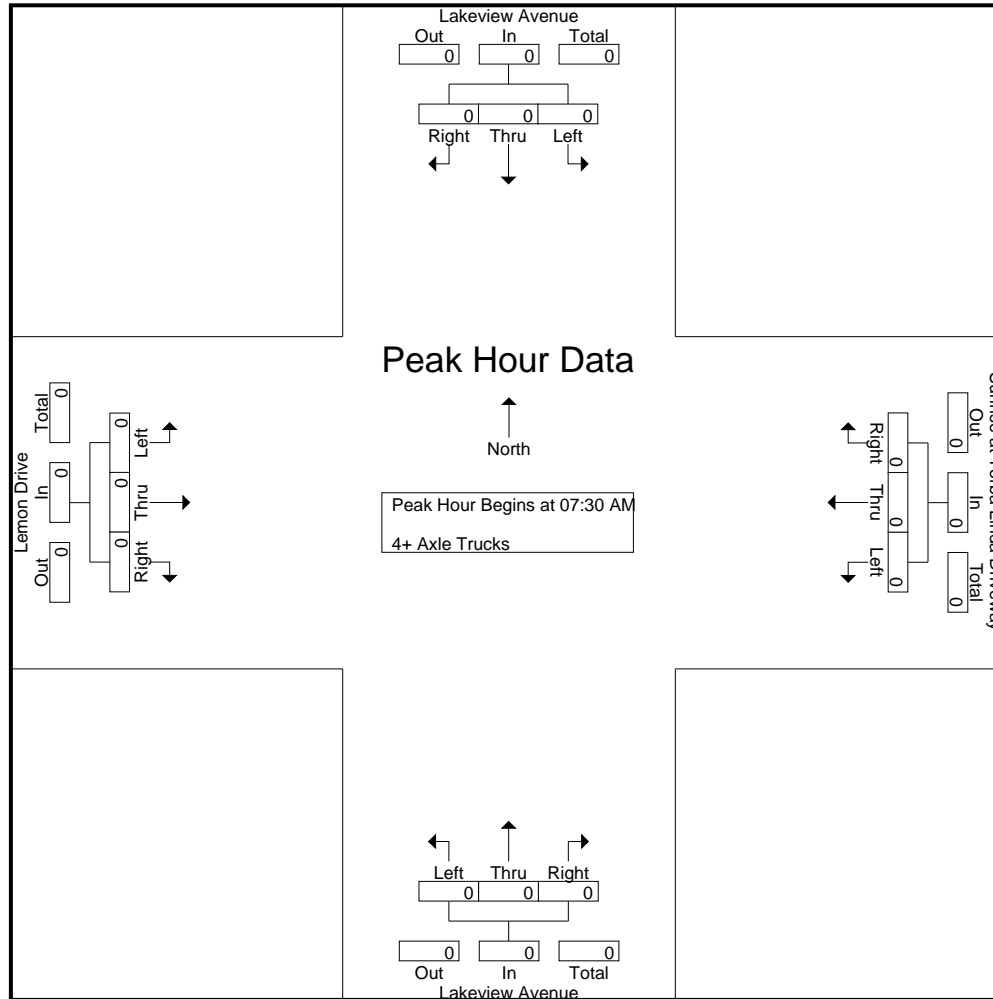 Lakeview Avenue
Out In Total
0 0 0
0 0 0
Right Thru Left
Peak Hour Data
North
Peak Hour Begins at 07:30 AM
4+ Axle Trucks
Lemon Drive
Out In Total
0 0 0
0 0 0
Right Thru Left
Out In Total
0 0 0
0 0 0
Right Thru Left
Left Thru Right
0 0 0
0 0 0
Out In Total
Lakeview Avenue